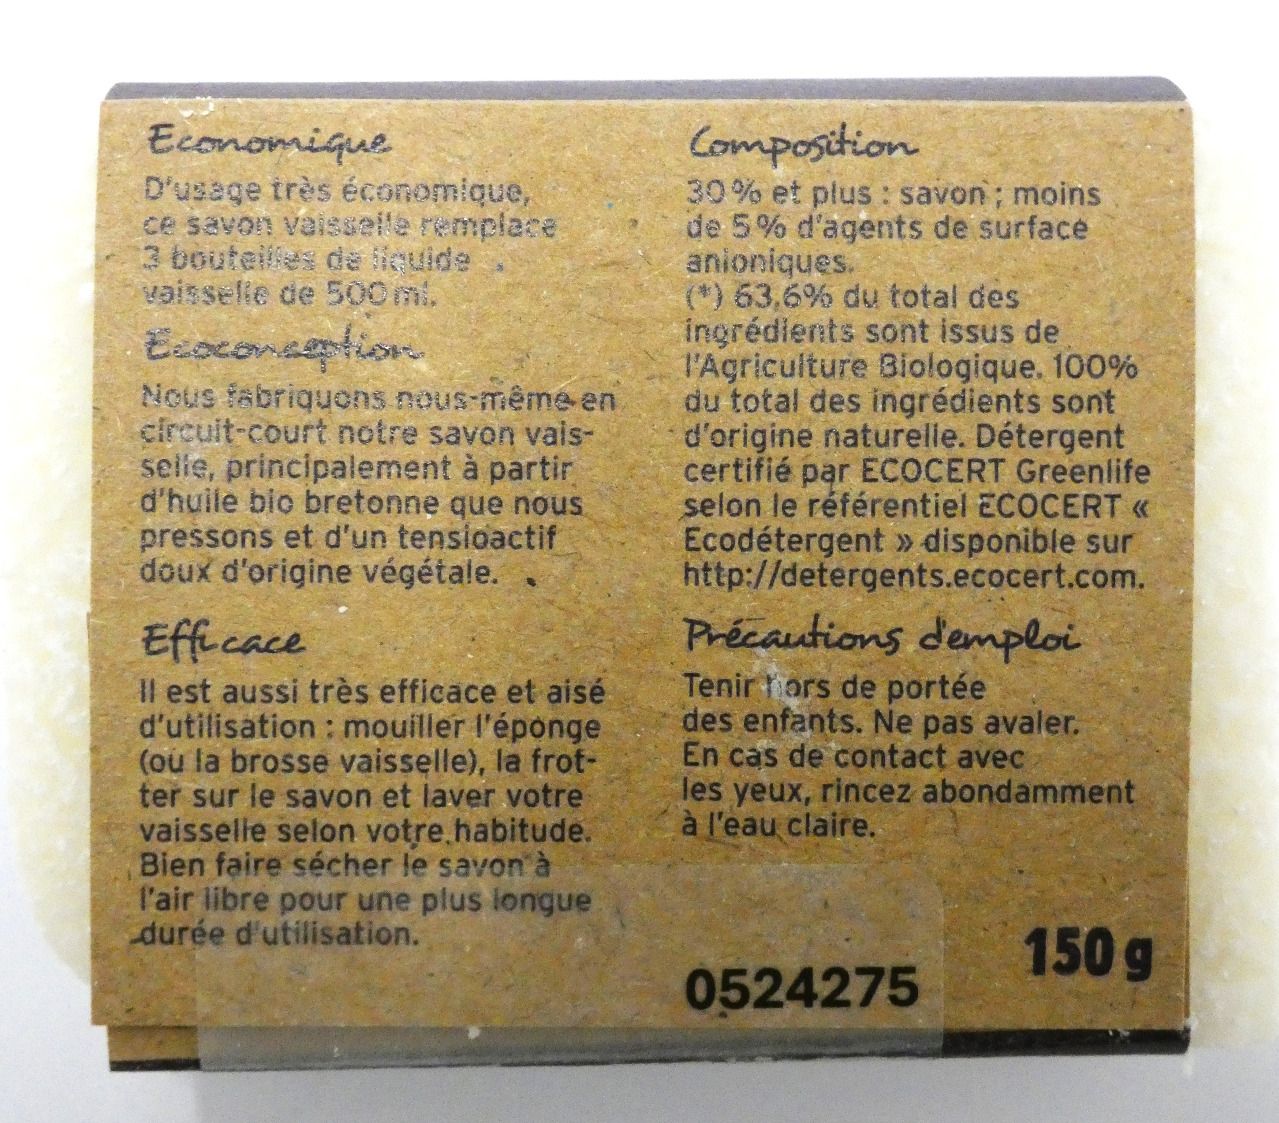 Economique
D'usage très économique,
ce savon vaisselle remplace
3 bouteilles de liquide
vaisselle de 500 ml.
Ecoconception
Nous fabriquons nous-même en
circuit-court notre savon vais-
selle, principalement à partir
d'huile bio bretonne que nous
pressons et d'un tensioactif
doux d'origine végétale.
Efficace
Il est aussi très efficace et aisé
d'utilisation : mouiller l'éponge
(ou la brosse vaisselle), la frot-
ter sur le savon et laver votre
vaisselle selon votre habitude.
Bien faire sécher le savon à
l'air libre pour une plus longue
durée d'utilisation.
Composition
30 % et plus : savon ; moins
de 5 % d'agents de surface
anioniques.
(*) 63,6% du total des
ingrédients sont issus de
l'Agriculture Biologique. 100%
du total des ingrédients sont
d'origine naturelle. Détergent
certifié par ECOCERT Greenlife
selon le référentiel ECOCERT «
Ecodétergent » disponible sur
http://detergents.ecocert.com.
Précautions d'emploi
Tenir hors de portée
des enfants. Ne pas avaler.
En cas de contact avec
les yeux, rincez abondamment
à l'eau claire.
150 g
0524275